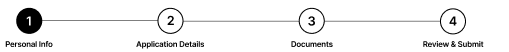 1 2 3 4
Personal Info Application Details Documents Review & Submit